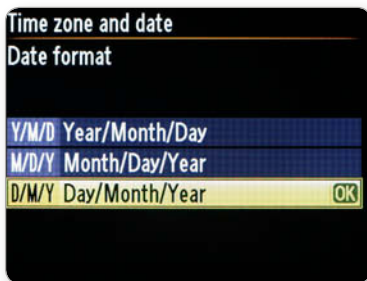 Time zone and date
Date format
Y/M/D Year/Month/Day
M/D/Y Month/Day/Year
D/M/Y Day/Month/Year OK